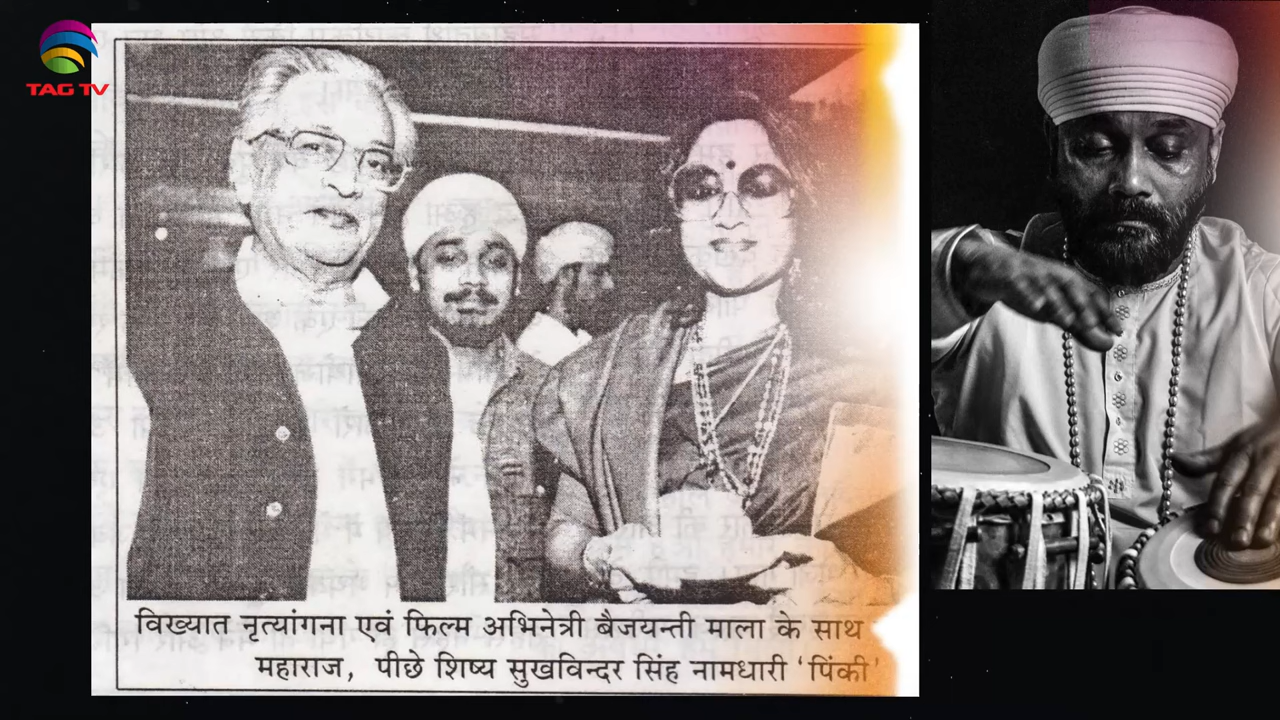 TAG TV
विख्यात नृत्यांगना एवं फिल्म अभिनेत्री बैजयन्ती माला के साथ
महाराज, पीछे शिष्य सुखविन्दर सिंह नामधारी 'पिंकी'